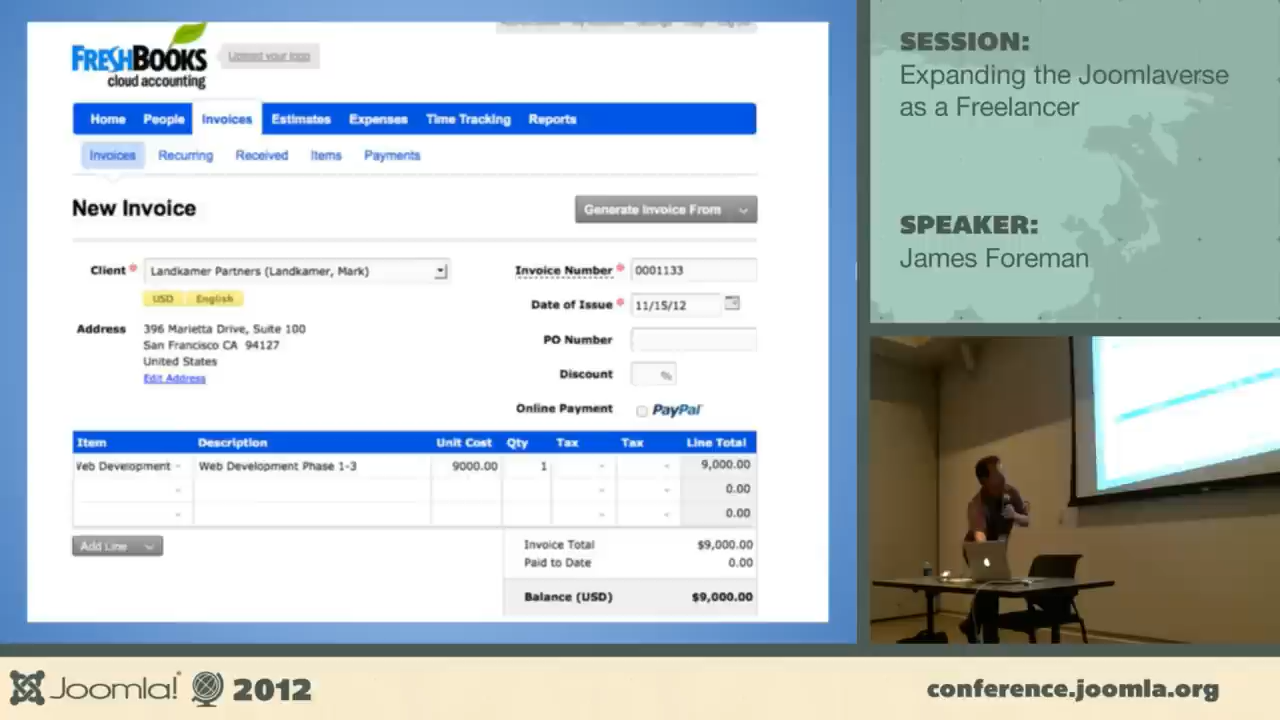 FRESHBOOKS
cloud accounting
Upload your logo
Home People Invoices Estimates Expenses Time Tracking Reports
Invoices Recurring Received Items Payments
New Invoice
Generate Invoice From
Client * Landkamer Partners (Landkamer, Mark)
USD English
Address 396 Marietta Drive, Suite 100
San Francisco CA 94127
United States
Edit Address
Invoice Number * 0001133
Date of Issue * 11/15/12
PO Number
Discount %
Online Payment PayPal
Item Description Unit Cost Qty Tax Tax Line Total
Web Development Web Development Phase 1-3 9000.00 1 9,000.00
0.00
0.00
Add Line
Invoice Total $9,000.00
Paid to Date 0.00
Balance (USD) $9,000.00
SESSION:
Expanding the Joomlaverse
as a Freelancer
SPEAKER:
James Foreman
Joomla! 2012
conference.joomla.org